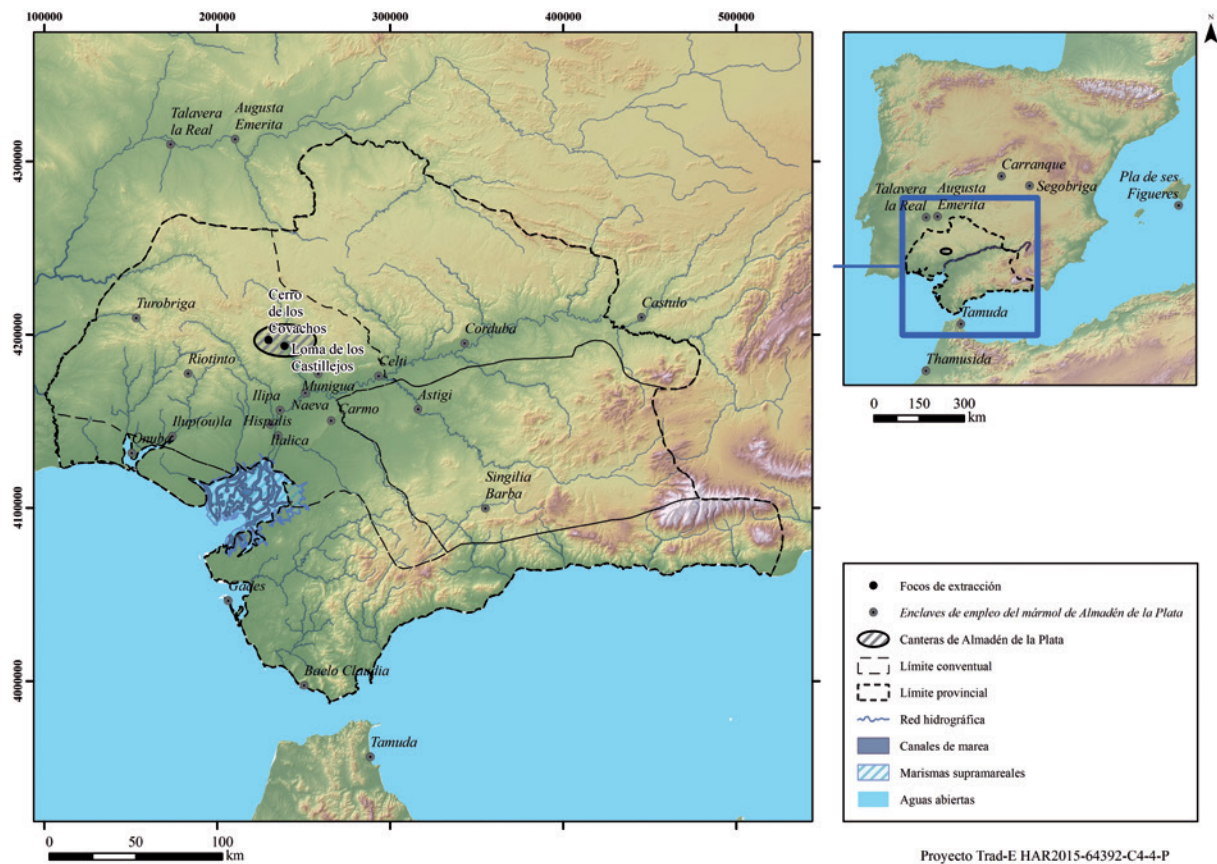 100000
200000
300000
400000
500000
4300000
4200000
4100000
4000000
Talavera
la Real
Augusta
Emerita
Turobriga
Cerro
de los
Covachos
Loma de los
Castillejos
Riotinto
Castulo
Corduba
Celti
Munigua
Ilipa
Naeva
Carmo
Astigi
Hispalis
Italica
Ilup(ou)la
Onuba
Singilia
Barba
Gades
Baelo Claudia
Tamuda
0
50
100
km
N
Carranque
Segobriga
Pla de ses
Figueres
Talavera
la Real
Augusta
Emerita
Tamuda
Thamusida
0
150
300
km
Focos de extracción
Enclaves de empleo del mármol de Almadén de la Plata
Canteras de Almadén de la Plata
Límite conventual
Límite provincial
Red hidrográfica
Canales de marea
Marismas supramareales
Aguas abiertas
Proyecto Trad-E HAR2015-64392-C4-4-P